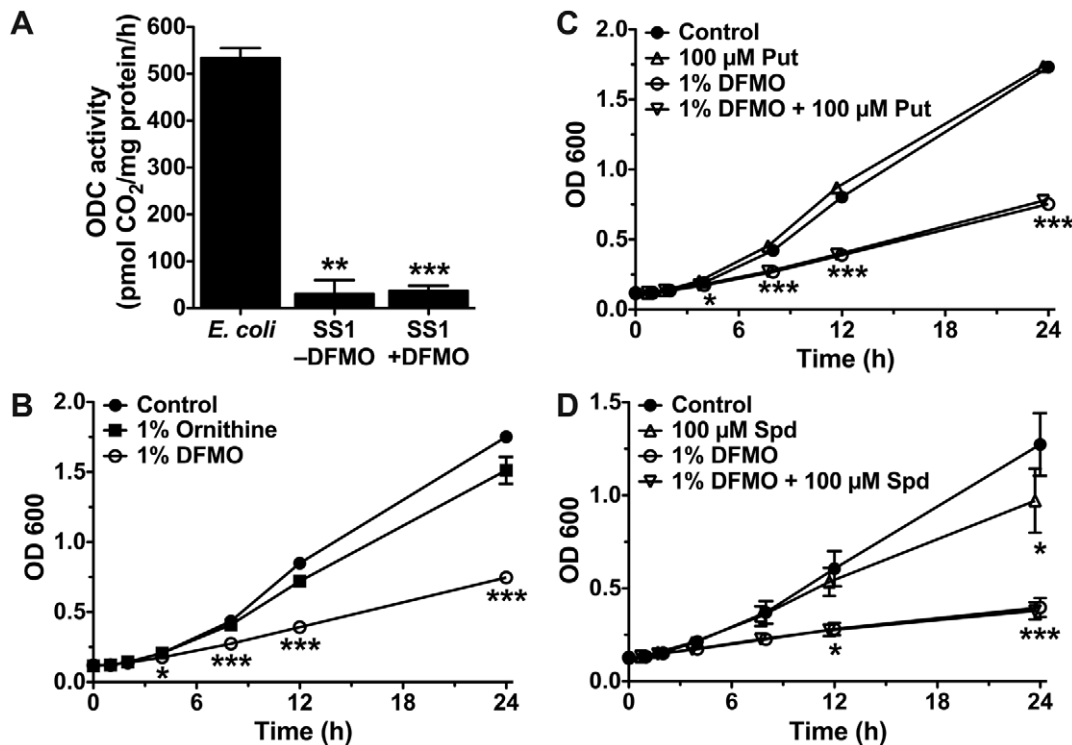 A
ODC activity
(pmol CO2/mg protein/h)
600
500
400
300
200
100
0
**
***
E. coli
SS1
–DFMO
SS1
+DFMO
B
Control
1% Ornithine
1% DFMO
OD 600
2.0
1.5
1.0
0.5
0.0
*
***
***
***
0
6
12
18
24
Time (h)
C
Control
100 µM Put
1% DFMO
1% DFMO + 100 µM Put
OD 600
2.0
1.5
1.0
0.5
0.0
*
***
***
***
0
6
12
18
24
Time (h)
D
Control
100 µM Spd
1% DFMO
1% DFMO + 100 µM Spd
OD 600
1.5
1.0
0.5
0.0
*
*
***
0
6
12
18
24
Time (h)